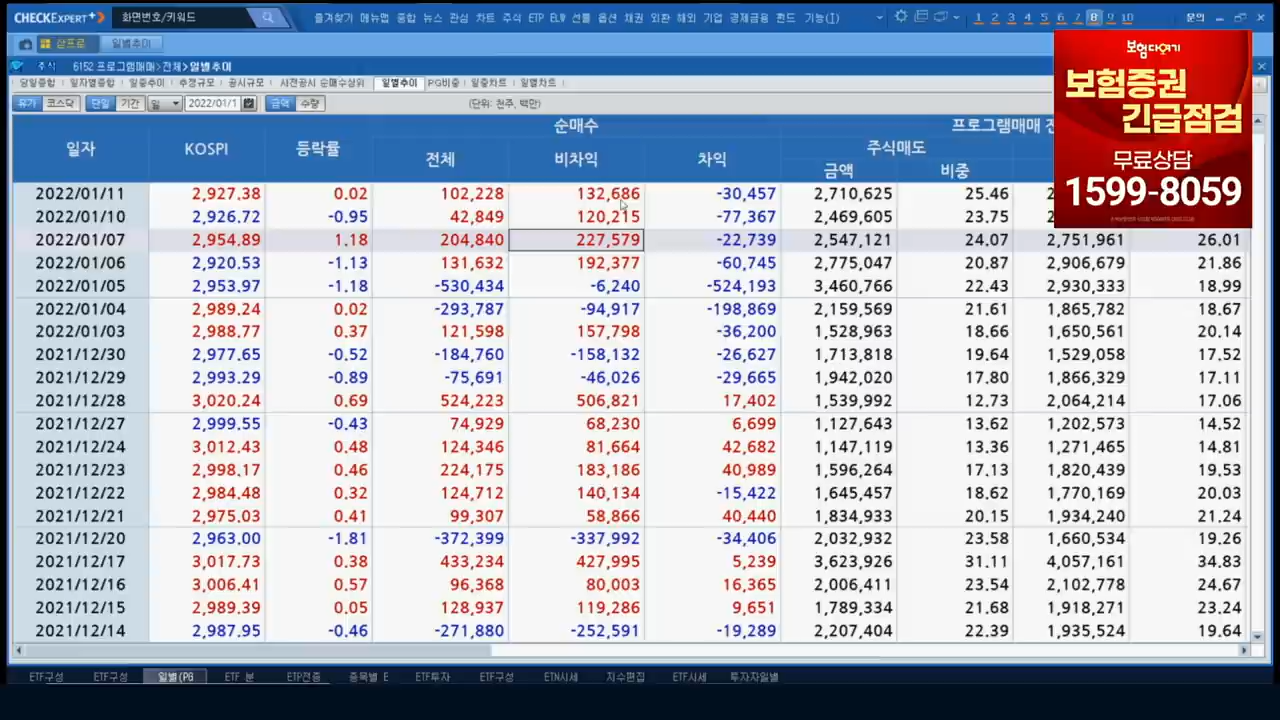 CHECKEXPERT+ 화면번호/키워드 즐겨찾기 메뉴맵 종합 뉴스 관심 차트 주식 ETP ELW 선물 옵션 채권 외환 해외 기업 경제금융 펀드 기능(I) 1 2 3 4 5 6 7 8 9 10 문의
삼프로 일별추이
주식 6152 프로그램매매>전체>일별추이
당일종합 일자별종합 일중추이 추정규모 공시규모 사전공시 순매수상위 일별추이 PG비중 일중차트 일별차트
유가 코스닥 단일 기간 일 2022/01/1 금액 수량 (단위: 천주, 백만)
일자 KOSPI 등락률 순매수 프로그램매매 전
전체 비차익 차익 주식매도
금액 비중
2022/01/11 2,927.38 0.02 102,228 132,686 -30,457 2,710,625 25.46
2022/01/10 2,926.72 -0.95 42,849 120,215 -77,367 2,469,605 23.75
2022/01/07 2,954.89 1.18 204,840 227,579 -22,739 2,547,121 24.07 2,751,961 26.01
2022/01/06 2,920.53 -1.13 131,632 192,377 -60,745 2,775,047 20.87 2,906,679 21.86
2022/01/05 2,953.97 -1.18 -530,434 -6,240 -524,193 3,460,766 22.43 2,930,333 18.99
2022/01/04 2,989.24 0.02 -293,787 -94,917 -198,869 2,159,569 21.61 1,865,782 18.67
2022/01/03 2,988.77 0.37 121,598 157,798 -36,200 1,528,963 18.66 1,650,561 20.14
2021/12/30 2,977.65 -0.52 -184,760 -158,132 -26,627 1,713,818 19.64 1,529,058 17.52
2021/12/29 2,993.29 -0.89 -75,691 -46,026 -29,665 1,942,020 17.80 1,866,329 17.11
2021/12/28 3,020.24 0.69 524,223 506,821 17,402 1,539,992 12.73 2,064,214 17.06
2021/12/27 2,999.55 -0.43 74,929 68,230 6,699 1,127,643 13.62 1,202,573 14.52
2021/12/24 3,012.43 0.48 124,346 81,664 42,682 1,147,119 13.36 1,271,465 14.81
2021/12/23 2,998.17 0.46 224,175 183,186 40,989 1,596,264 17.13 1,820,439 19.53
2021/12/22 2,984.48 0.32 124,712 140,134 -15,422 1,645,457 18.62 1,770,169 20.03
2021/12/21 2,975.03 0.41 99,307 58,866 40,440 1,834,933 20.15 1,934,240 21.24
2021/12/20 2,963.00 -1.81 -372,399 -337,992 -34,406 2,032,932 23.58 1,660,534 19.26
2021/12/17 3,017.73 0.38 433,234 427,995 5,239 3,623,926 31.11 4,057,161 34.83
2021/12/16 3,006.41 0.57 96,368 80,003 16,365 2,006,411 23.54 2,102,778 24.67
2021/12/15 2,989.39 0.05 128,937 119,286 9,651 1,789,334 21.68 1,918,271 23.24
2021/12/14 2,987.95 -0.46 -271,880 -252,591 -19,289 2,207,404 22.39 1,935,524 19.64
ETF구성 ETF구성 일별(PG ETF 분 ETP전종 종목별 E ETF투자 ETF구성 ETN시세 지수편집 ETF시세 투자자일별
보험다이기
보험증권
긴급점검
무료상담
1599-8059